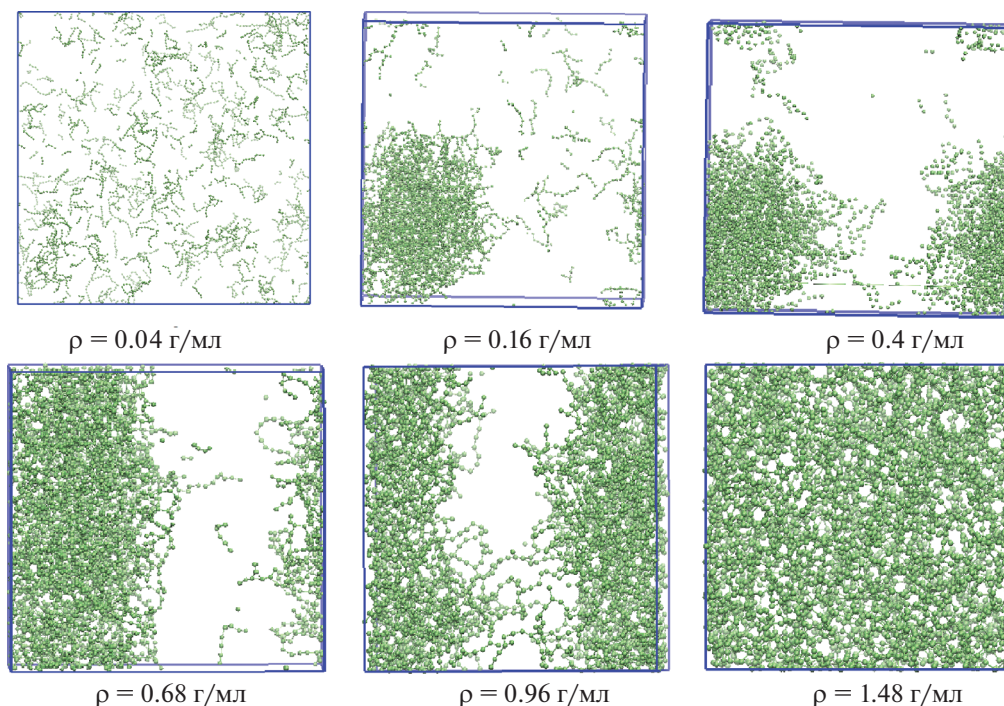 ρ = 0.04 г/мл
ρ = 0.16 г/мл
ρ = 0.4 г/мл
ρ = 0.68 г/мл
ρ = 0.96 г/мл
ρ = 1.48 г/мл